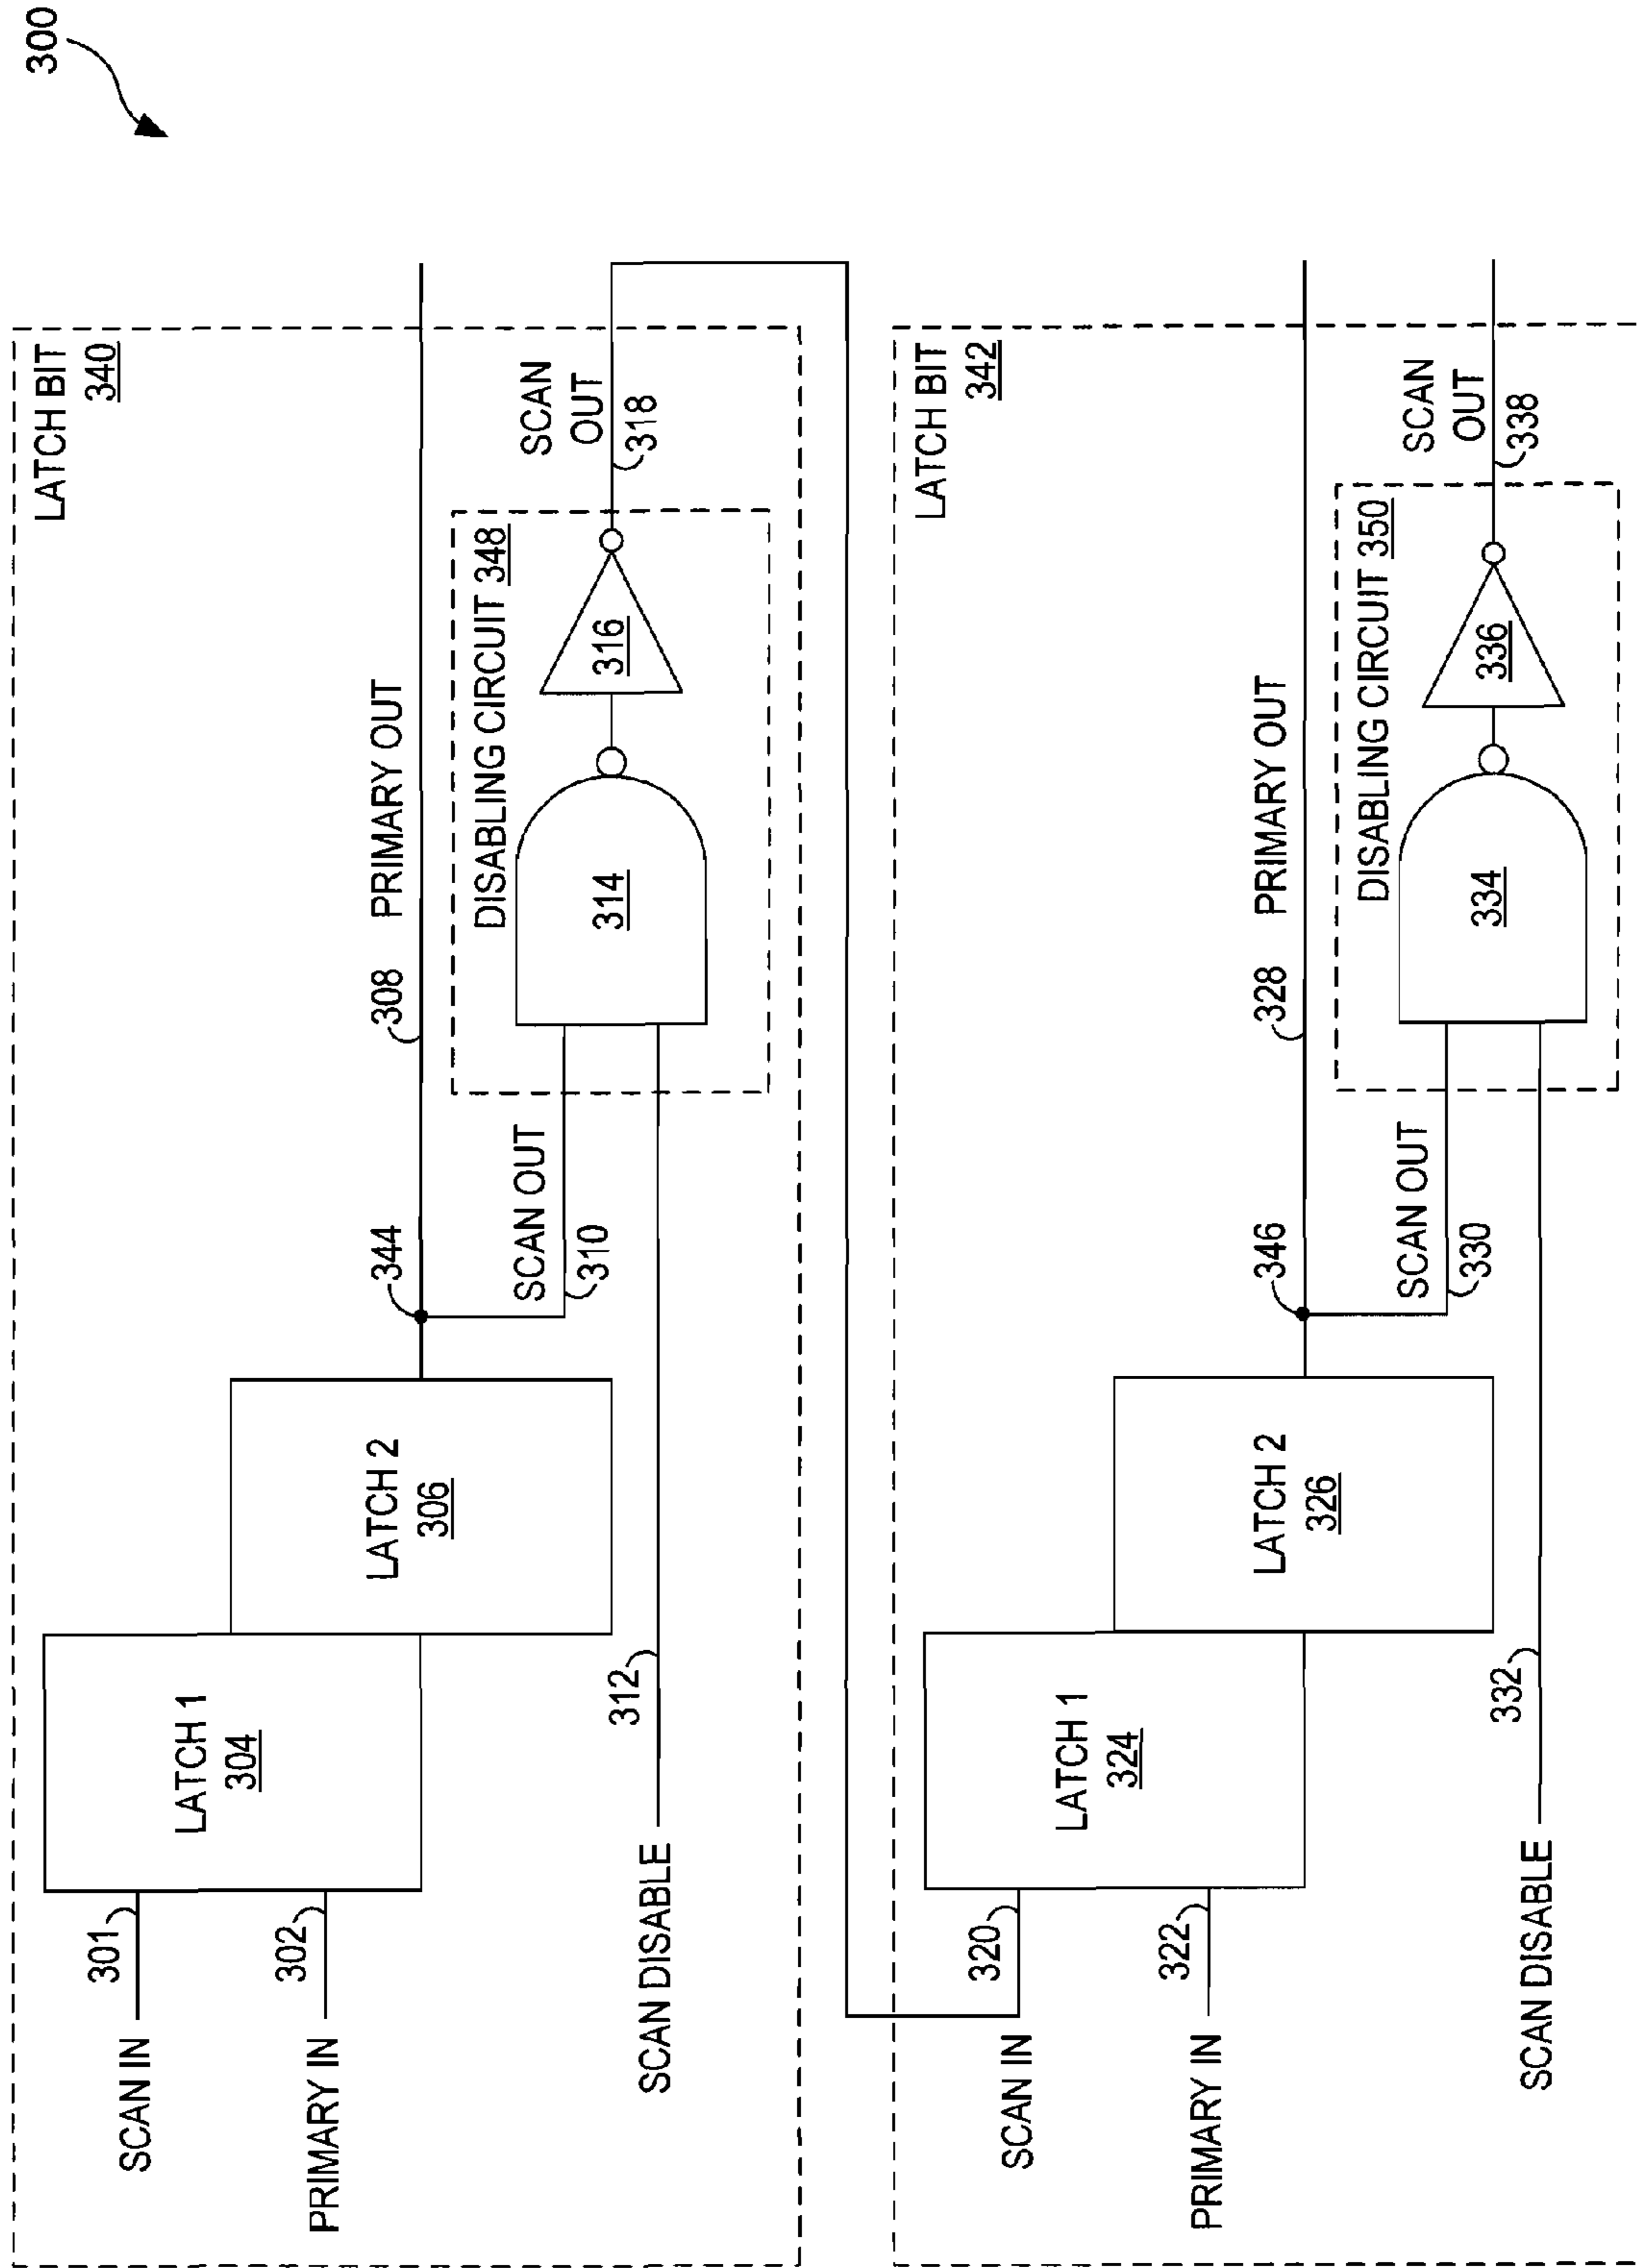 300
LATCH BIT
340
SCAN IN
301
PRIMARY IN
302
LATCH 1
304
LATCH 2
306
344
308
PRIMARY OUT
SCAN OUT
310
SCAN DISABLE
312
DISABLING CIRCUIT 348
314
316
SCAN
OUT
318
LATCH BIT
342
SCAN IN
320
PRIMARY IN
322
LATCH 1
324
LATCH 2
326
346
328
PRIMARY OUT
SCAN OUT
330
SCAN DISABLE
332
DISABLING CIRCUIT 350
334
336
SCAN
OUT
338